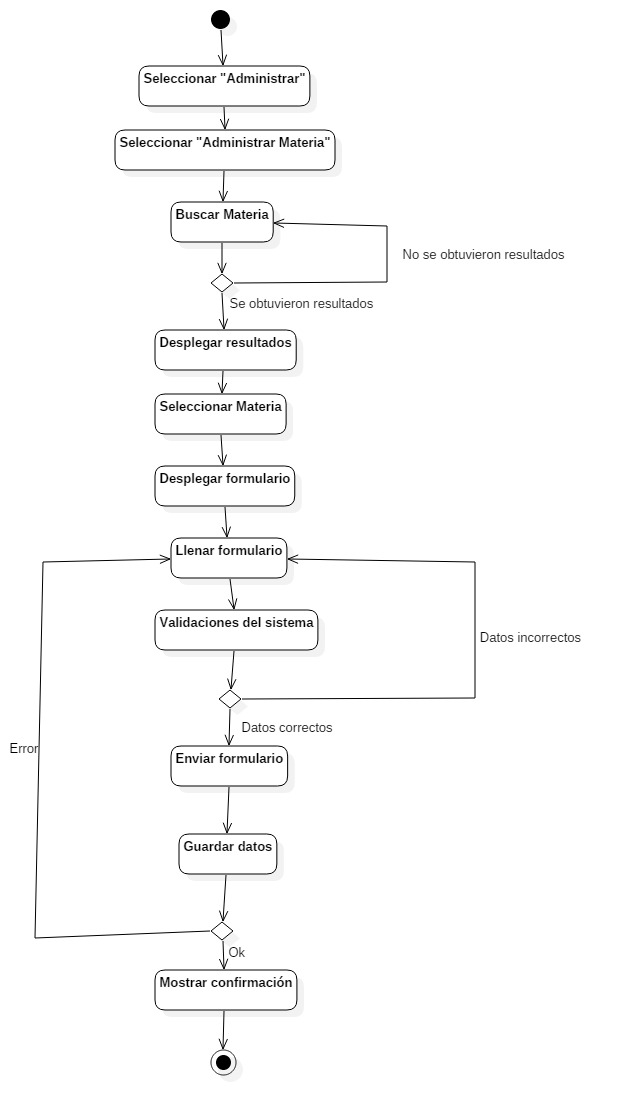 Seleccionar "Administrar"
Seleccionar "Administrar Materia"
Buscar Materia
No se obtuvieron resultados
Se obtuvieron resultados
Desplegar resultados
Seleccionar Materia
Desplegar formulario
Llenar formulario
Validaciones del sistema
Datos incorrectos
Datos correctos
Error
Enviar formulario
Guardar datos
Ok
Mostrar confirmación